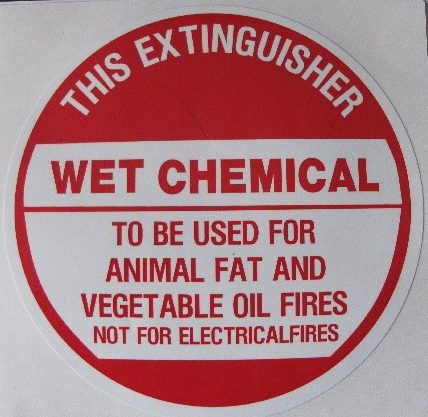 THIS EXTINGUISHER
WET CHEMICAL
TO BE USED FOR
ANIMAL FAT AND
VEGETABLE OIL FIRES
NOT FOR ELECTRICALFIRES